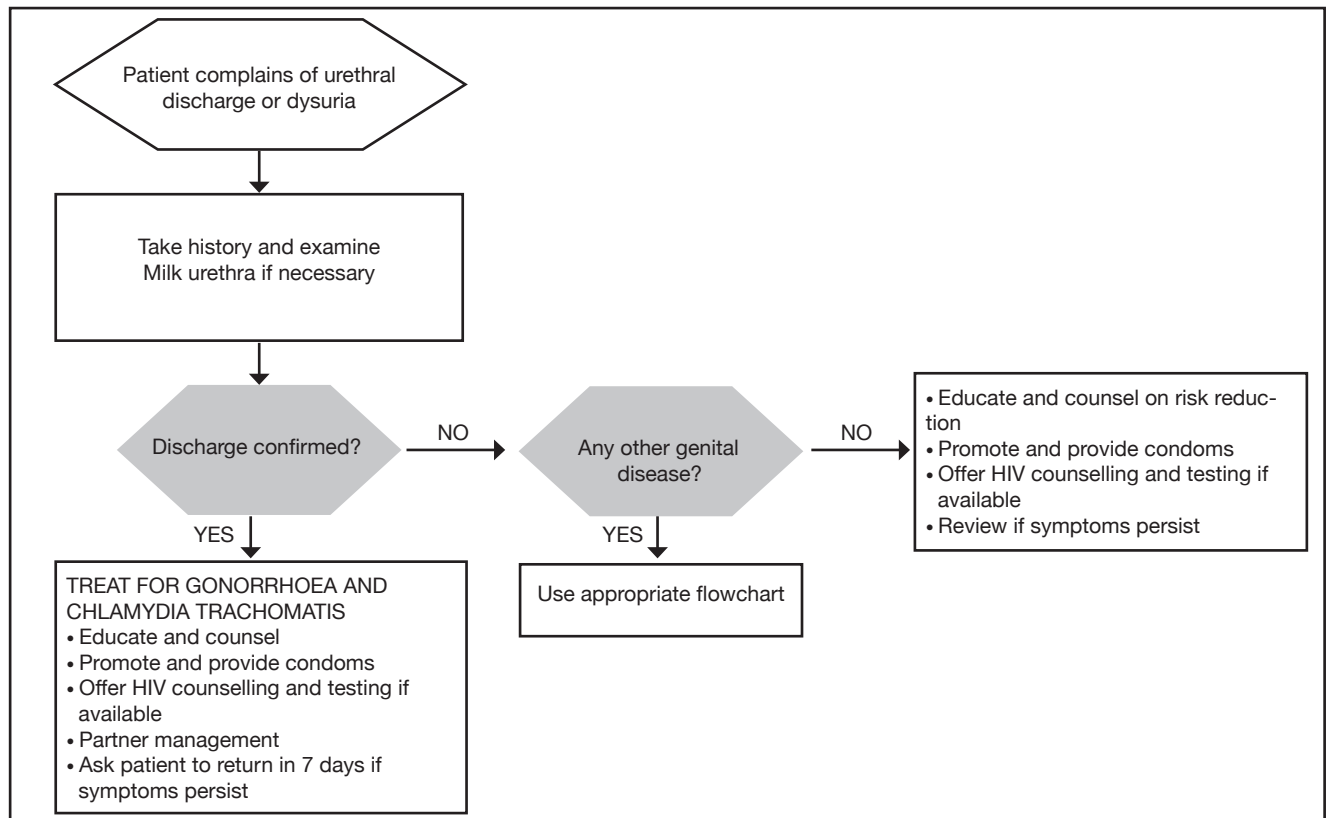 Patient complains of urethral
discharge or dysuria
Take history and examine
Milk urethra if necessary
Discharge confirmed?
NO
Any other genital
disease?
NO
• Educate and counsel on risk reduc-
tion
• Promote and provide condoms
• Offer HIV counselling and testing if
available
• Review if symptoms persist
YES
YES
TREAT FOR GONORRHOEA AND
CHLAMYDIA TRACHOMATIS
• Educate and counsel
• Promote and provide condoms
• Offer HIV counselling and testing if
available
• Partner management
• Ask patient to return in 7 days if
symptoms persist
Use appropriate flowchart